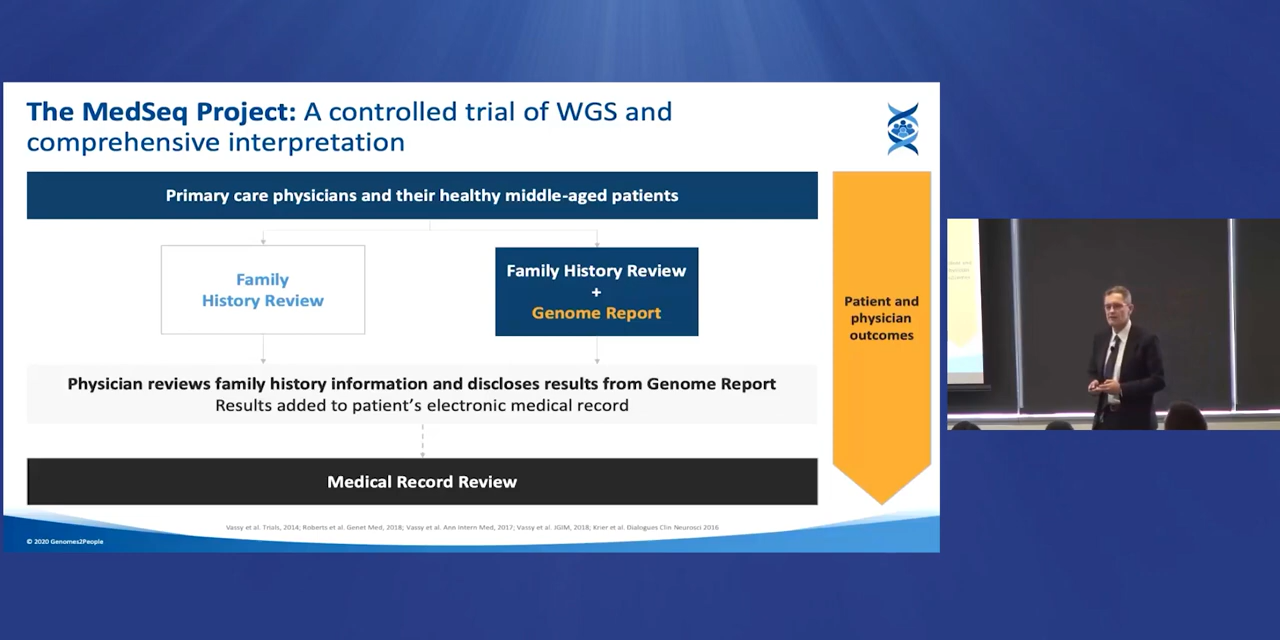 The MedSeq Project: A controlled trial of WGS and
comprehensive interpretation
Primary care physicians and their healthy middle-aged patients
Family
History Review
Family History Review
+
Genome Report
Patient and
physician
outcomes
Physician reviews family history information and discloses results from Genome Report
Results added to patient's electronic medical record
Medical Record Review
Vassy et al. Trials, 2014; Roberts et al. Genet Med, 2018; Vassy et al. Ann Intern Med, 2017; Vassy et al. JGIM, 2018; Krier et al. Dialogues Clin Neurosci 2016
© 2020 Genomes2People